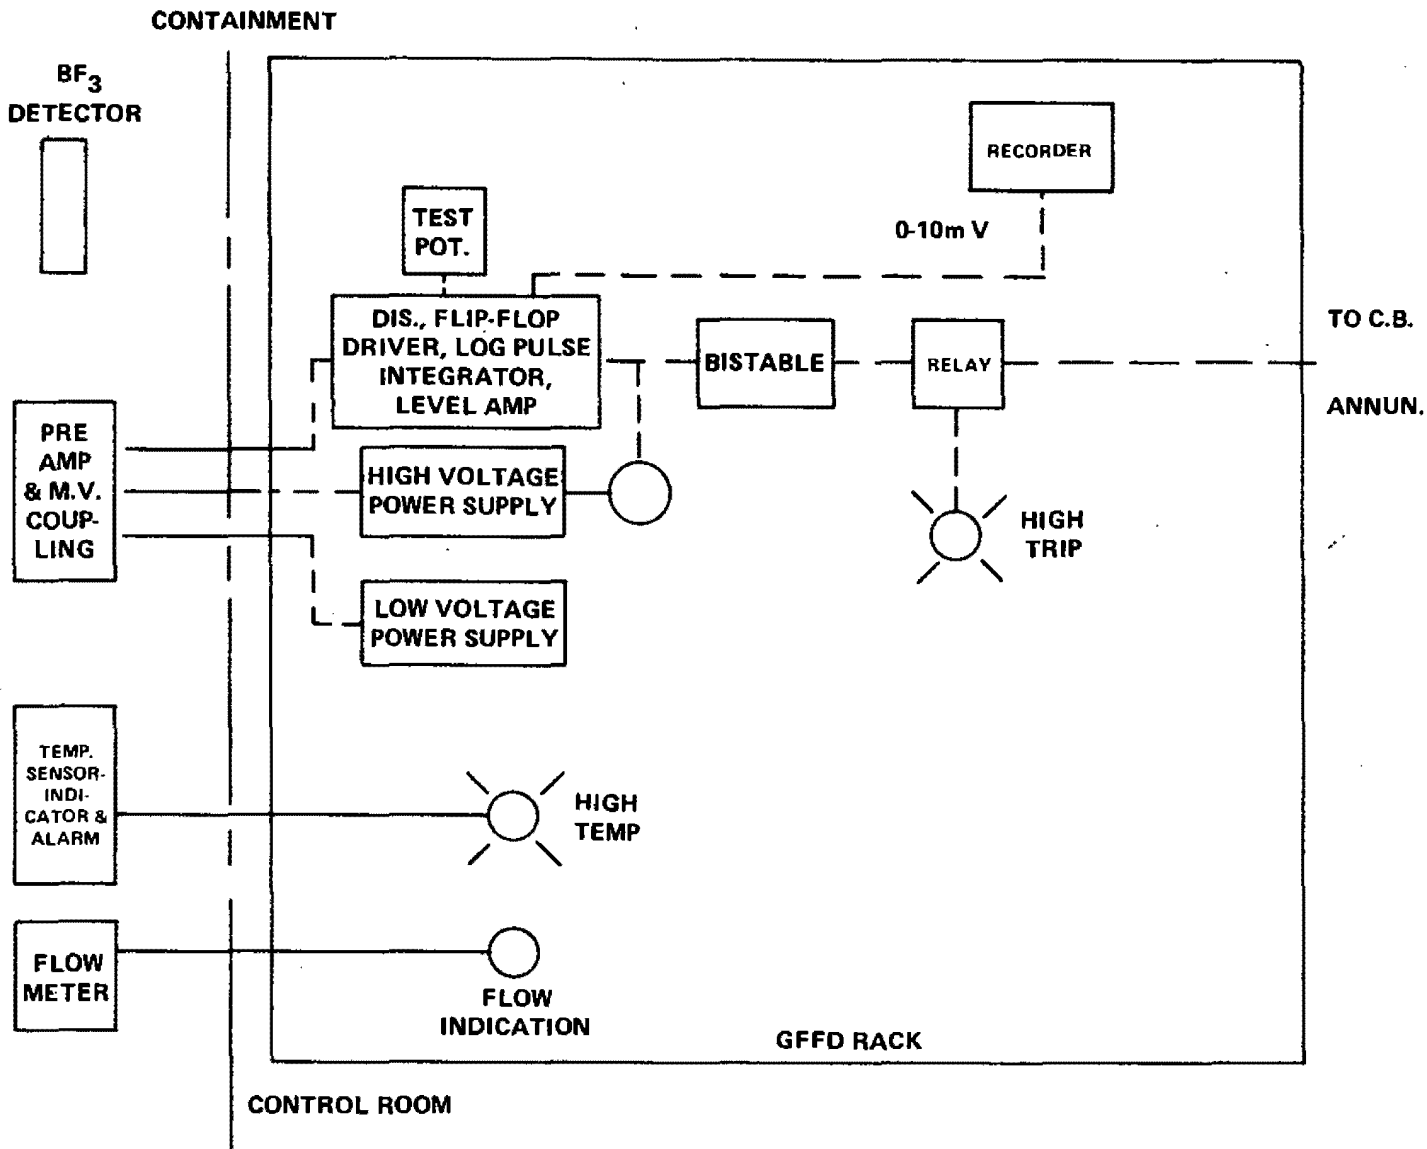 CONTAINMENT
BF3
DETECTOR
RECORDER
TEST
POT.
0-10m V
DIS., FLIP-FLOP
DRIVER, LOG PULSE
INTEGRATOR,
LEVEL AMP
BISTABLE
RELAY
TO C.B.
ANNUN.
PRE
AMP
& M.V.
COUP-
LING
HIGH VOLTAGE
POWER SUPPLY
HIGH
TRIP
LOW VOLTAGE
POWER SUPPLY
TEMP.
SENSOR-
INDI-
CATOR &
ALARM
HIGH
TEMP
FLOW
METER
FLOW
INDICATION
GFFD RACK
CONTROL ROOM